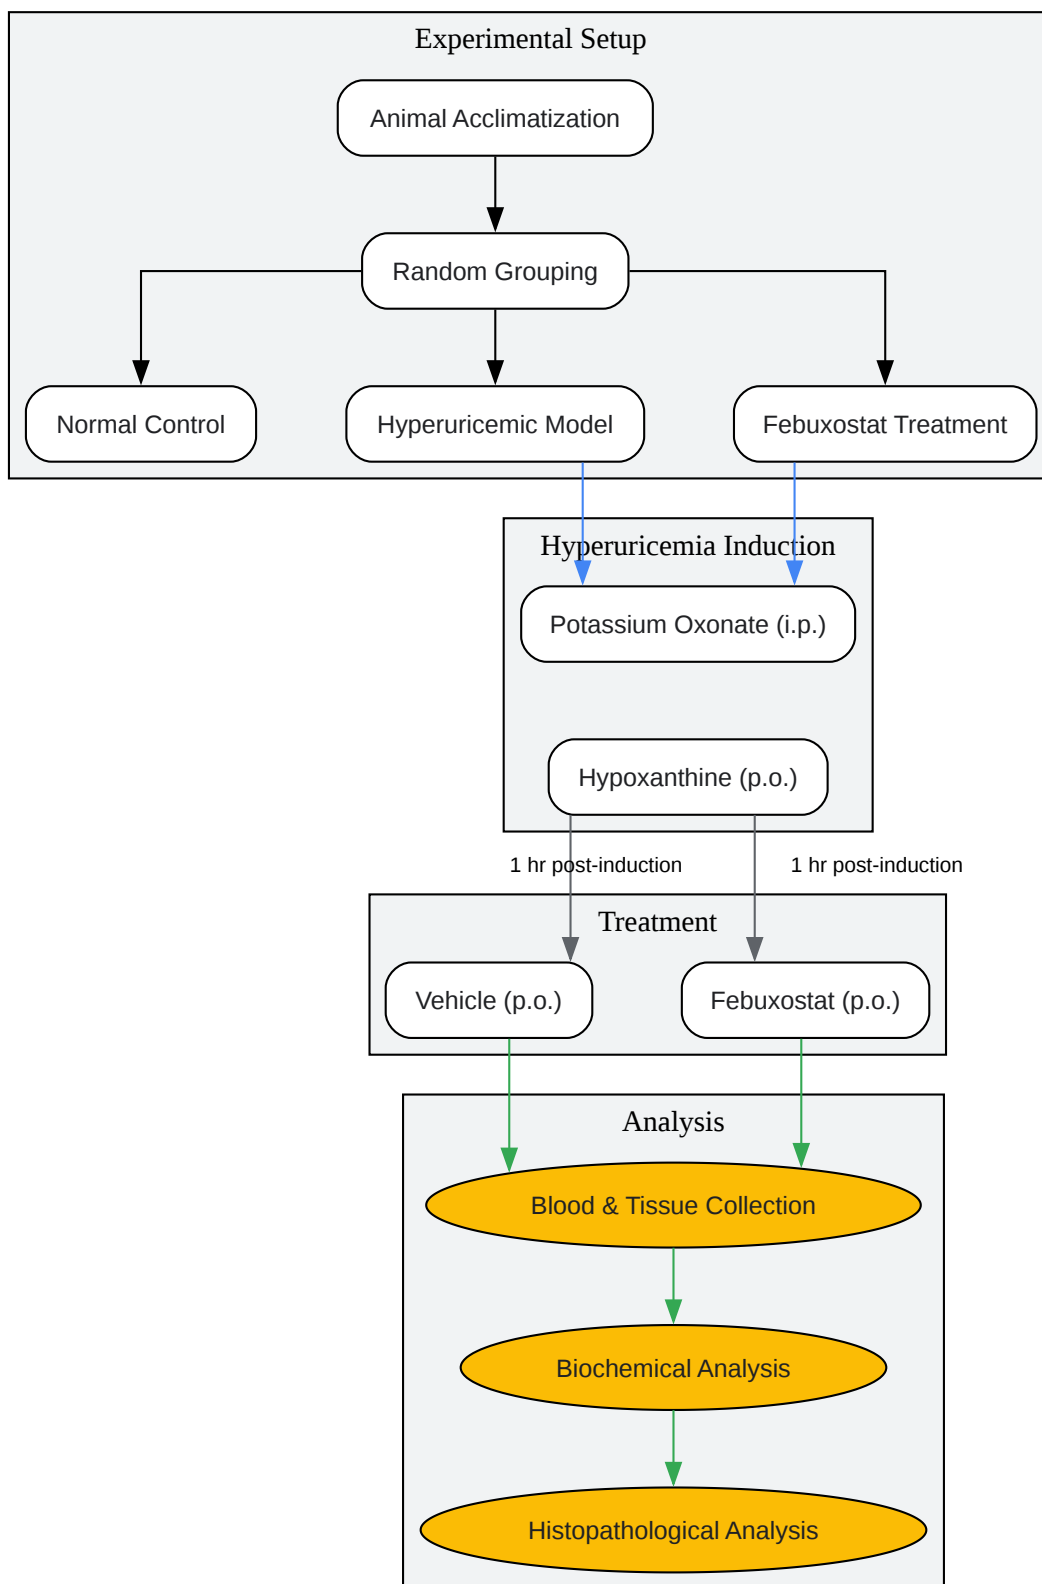 Experimental Setup
Animal Acclimatization
Random Grouping
Normal Control
Hyperuricemic Model
Febuxostat Treatment
Hyperuricemia Induction
Potassium Oxonate (i.p.)
Hypoxanthine (p.o.)
1 hr post-induction
1 hr post-induction
Treatment
Vehicle (p.o.)
Febuxostat (p.o.)
Analysis
Blood & Tissue Collection
Biochemical Analysis
Histopathological Analysis